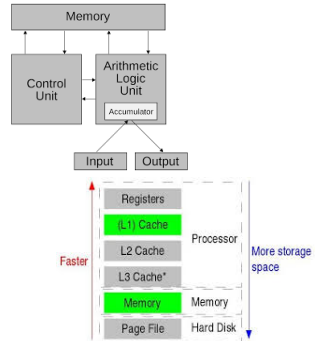 Memory
Control
Unit
Arithmetic
Logic
Unit
Accumulator
Input
Output
Registers
(L1) Cache
L2 Cache
L3 Cache*
Processor
Faster
More storage
space
Memory
Memory
Page File
Hard Disk